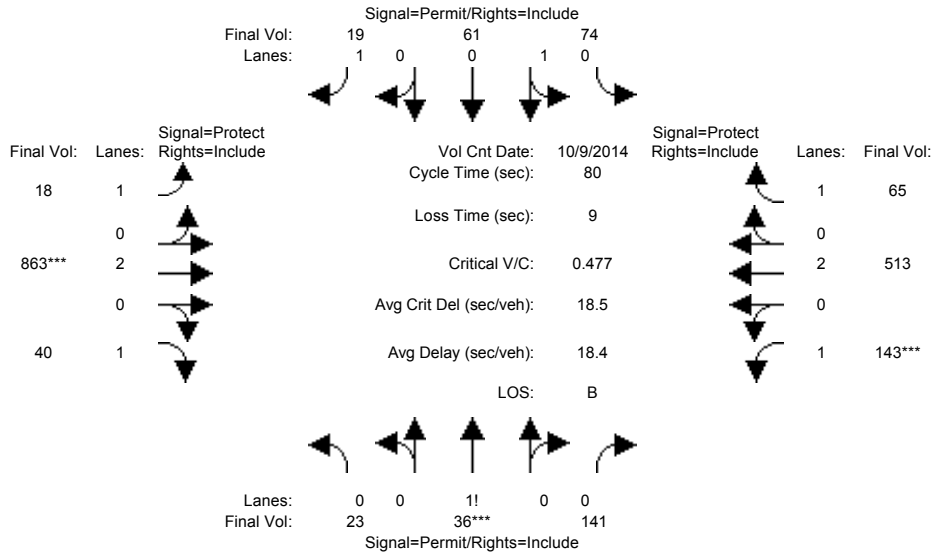 Signal=Permit/Rights=Include
Final Vol: 19 61 74
Lanes: 1 0 0 1 0
Signal=Protect Signal=Protect
Final Vol: Lanes: Rights=Include Vol Cnt Date: 10/9/2014 Rights=Include Lanes: Final Vol:
Cycle Time (sec): 80
18 1 1 65
Loss Time (sec): 9
0 0
863*** 2 Critical V/C: 0.477 2 513
0 Avg Crit Del (sec/veh): 18.5 0
40 1 Avg Delay (sec/veh): 18.4 1 143***
LOS: B
Lanes: 0 0 1! 0 0
Final Vol: 23 36*** 141
Signal=Permit/Rights=Include